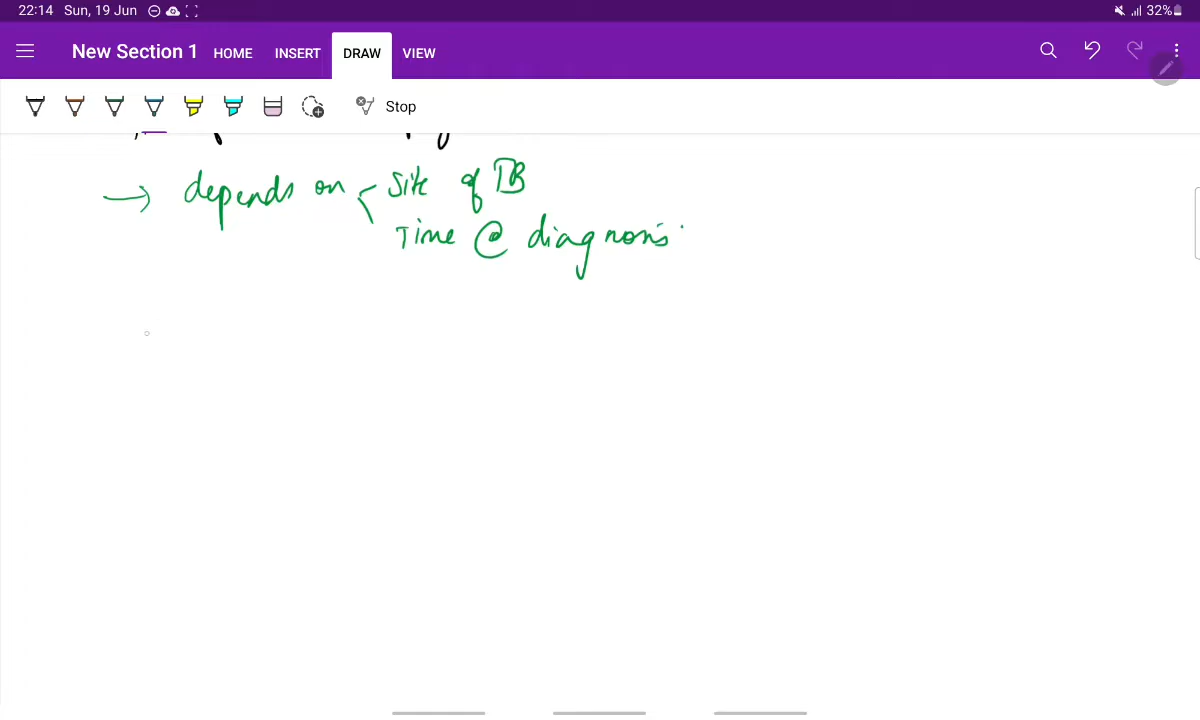 22:14 Sun, 19 Jun 32%
New Section 1 HOME INSERT DRAW VIEW
Stop
→ depends on Site of TB
Time @ diagnosis